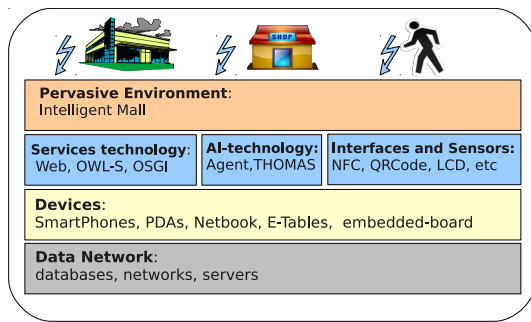 SHOP
Pervasive Environment:
Intelligent Mall
Services technology:
Web, OWL-S, OSGI
AI-technology:
Agent,THOMAS
Interfaces and Sensors:
NFC, QRCode, LCD, etc
Devices:
SmartPhones, PDAs, Netbook, E-Tables, embedded-board
Data Network:
databases, networks, servers